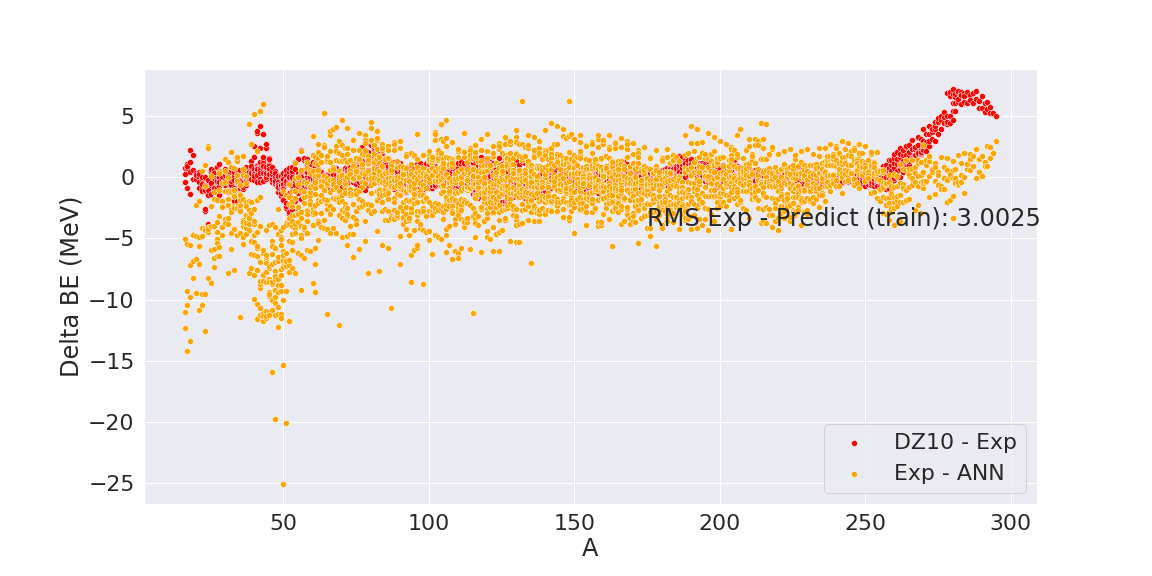 5
0
−5
−10
−15
−20
−25
Delta BE (MeV)
RMS Exp - Predict (train): 3.0025
DZ10 - Exp
Exp - ANN
50
100
150
200
250
300
A